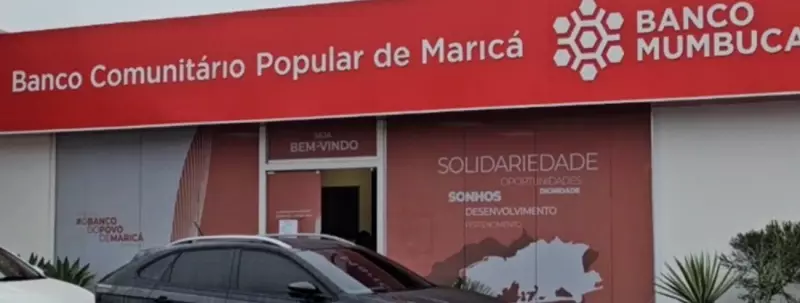 Banco Comunitário Popular de Maricá
BANCO
MUMBUCA
SEJA
BEM-VINDO
#OBANCO
DOPOVO
DEMARICÁ
SOLIDARIEDADE
OPORTUNIDADES
DIGNIDADE
SONHOS
DESENVOLVIMENTO